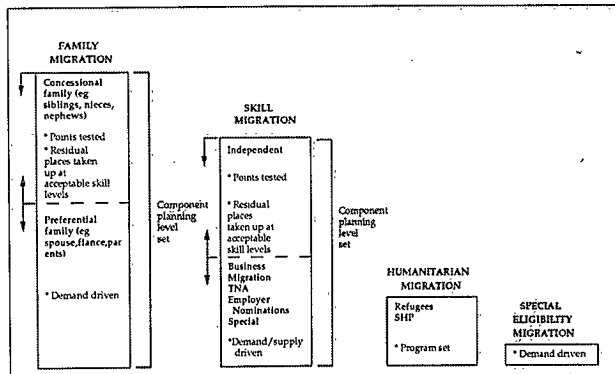 FAMILY
MIGRATION
Concessional
family (eg
siblings, nieces,
nephews)
* Points tested
* Residual
places taken
up at
acceptable skill
levels
Preferential
family (eg
spouse,fiance,par
ents)
* Demand driven
Component
planning
level
set
SKILL
MIGRATION
Independent
* Points tested
* Residual
places
taken up at
acceptable
skill levels
Business
Migration
TNA
Employer
Nominations
Special
*Demand/supply
driven
Component
planning
level
set
HUMANITARIAN
MIGRATION
Refugees
SHP
* Program set
SPECIAL
ELIGIBILITY
MIGRATION
* Demand driven